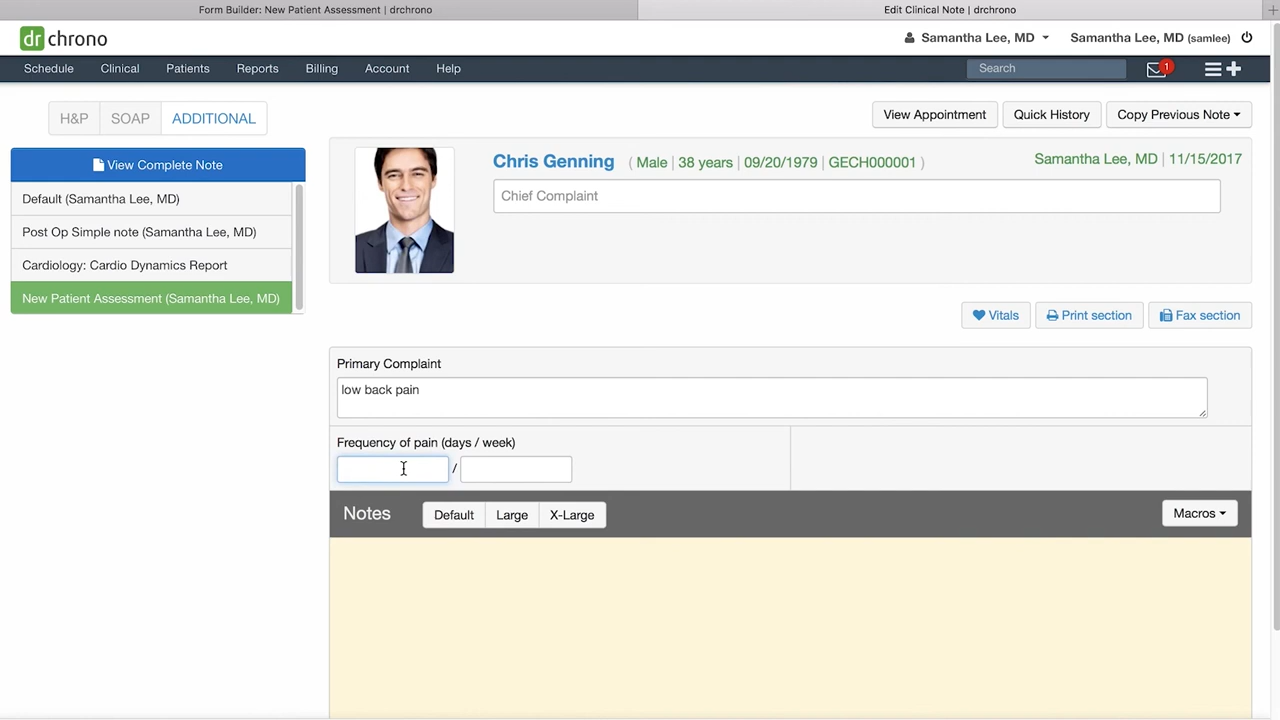 Form Builder: New Patient Assessment | drchrono
Edit Clinical Note | drchrono
dr chrono
Samantha Lee, MD
Samantha Lee, MD (samlee)
Schedule Clinical Patients Reports Billing Account Help
Search
1
H&P SOAP ADDITIONAL
View Appointment Quick History Copy Previous Note
View Complete Note
Default (Samantha Lee, MD)
Post Op Simple note (Samantha Lee, MD)
Cardiology: Cardio Dynamics Report
New Patient Assessment (Samantha Lee, MD)
Chris Genning ( Male | 38 years | 09/20/1979 | GECH000001 )
Samantha Lee, MD | 11/15/2017
Chief Complaint
Vitals Print section Fax section
Primary Complaint
low back pain
Frequency of pain (days / week)
/
Notes Default Large X-Large Macros